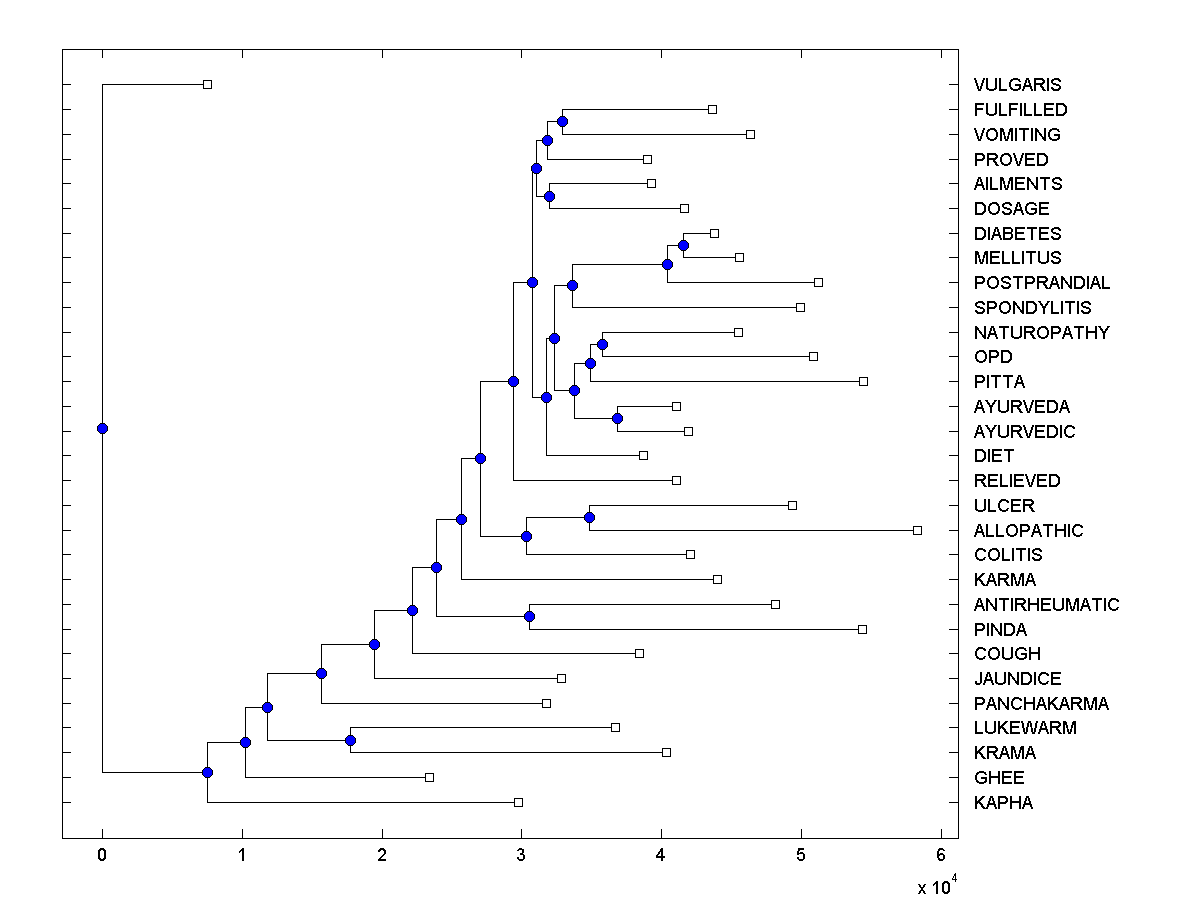 VULGARIS
FULFILLED
VOMITING
PROVED
AILMENTS
DOSAGE
DIABETES
MELLITUS
POSTPRANDIAL
SPONDYLITIS
NATUROPATHY
OPD
PITTA
AYURVEDA
AYURVEDIC
DIET
RELIEVED
ULCER
ALLOPATHIC
COLITIS
KARMA
ANTIRHEUMATIC
PINDA
COUGH
JAUNDICE
PANCHAKARMA
LUKEWARM
KRAMA
GHEE
KAPHA
0 1 2 3 4 5 6
x 10^4